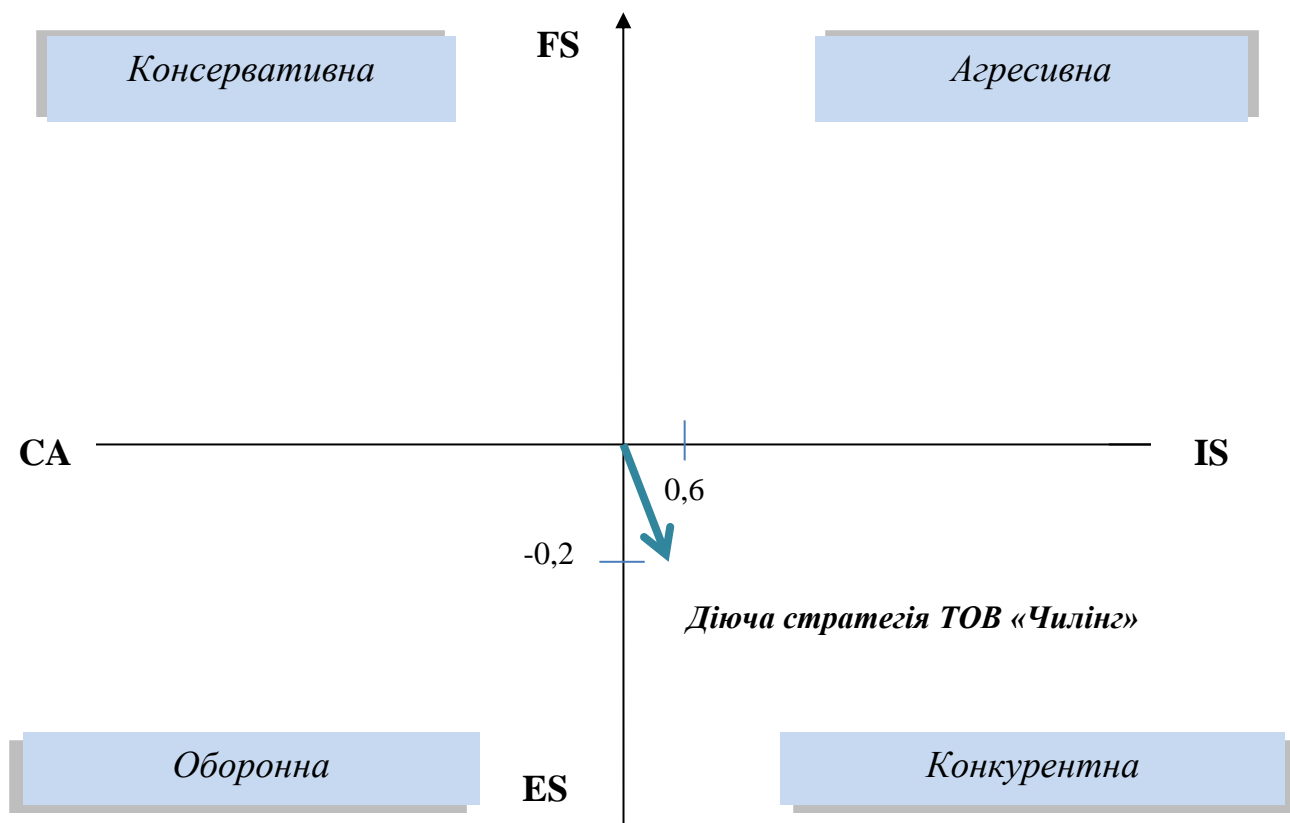 FS
Консервативна
Агресивна
CA
IS
0,6
-0,2
Діюча стратегія ТОВ «Чилінг»
Оборонна
ES
Конкурентна